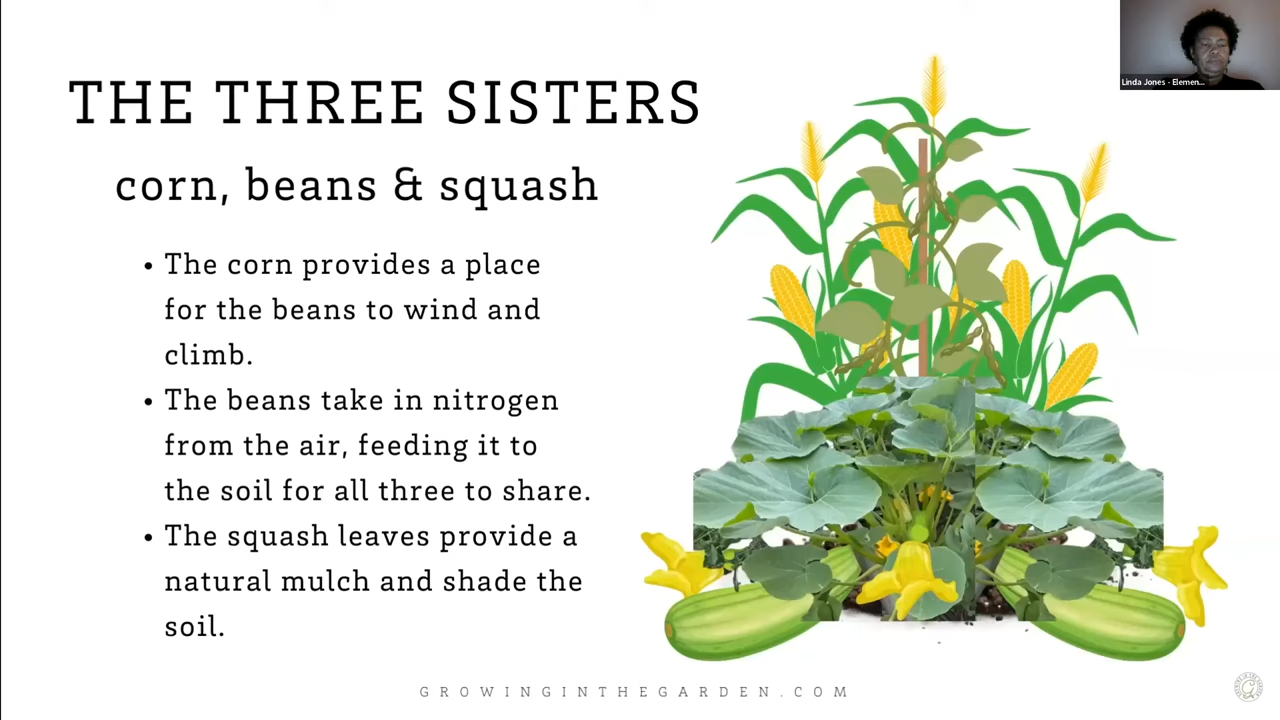 THE THREE SISTERS
corn, beans & squash
• The corn provides a place
for the beans to wind and
climb.
• The beans take in nitrogen
from the air, feeding it to
the soil for all three to share.
• The squash leaves provide a
natural mulch and shade the
soil.
GROWINGINTHEGARDEN.COM
Linda Jones - Elemen...